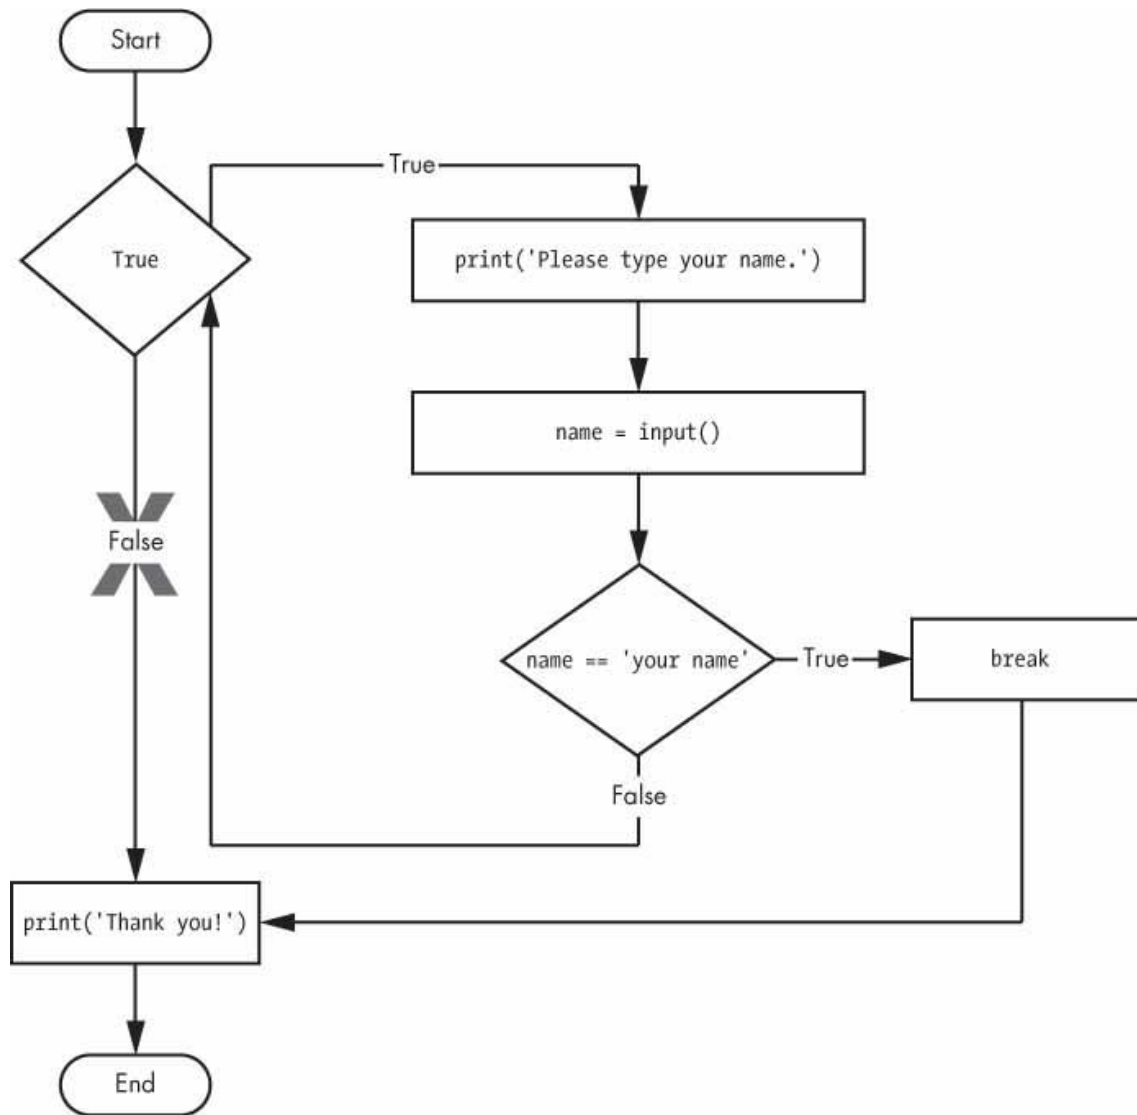 Start
True
True
print('Please type your name.')
name = input()
name == 'your name'
True
break
False
False
print('Thank you!')
End